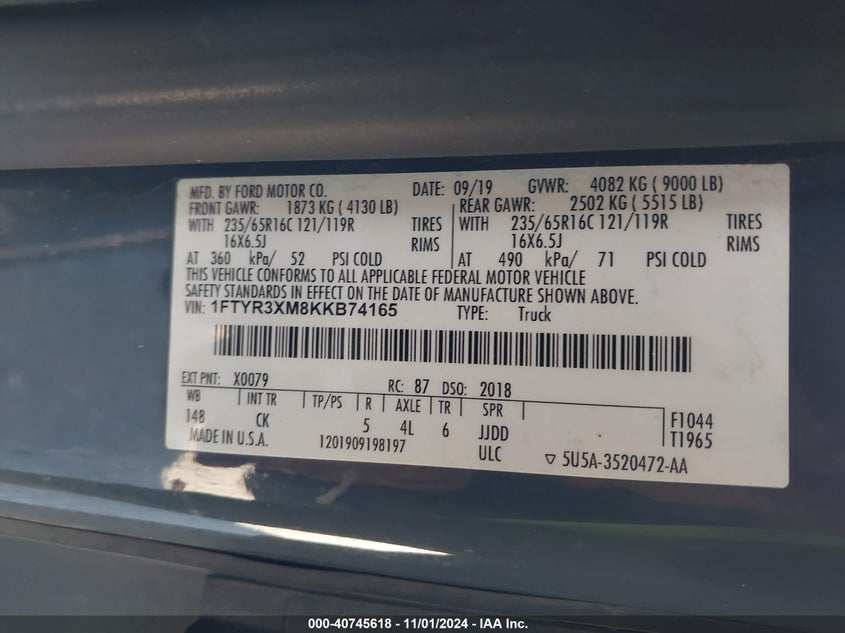 MFD. BY FORD MOTOR CO. DATE: 09/19 GVWR: 4082 KG ( 9000 LB)
FRONT GAWR: 1873 KG ( 4130 LB) REAR GAWR: 2502 KG ( 5515 LB)
WITH 235/65R16C 121/119R TIRES WITH 235/65R16C 121/119R TIRES
16X6.5J RIMS 16X6.5J RIMS
AT 360 kPa/ 52 PSI COLD AT 490 kPa/ 71 PSI COLD
THIS VEHICLE CONFORMS TO ALL APPLICABLE FEDERAL MOTOR VEHICLE
SAFETY STANDARDS IN EFFECT ON THE DATE OF MANUFACTURE SHOWN ABOVE.
VIN: 1FTYR3XM8KKB74165 TYPE: Truck
EXT PNT: X0079 RC: 87 DSO: 2018
WB INT TR TP/PS R AXLE TR SPR
148 CK 5 4L 6 JJDD F1044
MADE IN U.S.A. 1201909198197 ULC T1965
▽ 5U5A-3520472-AA
000-40745618 - 11/01/2024 - IAA Inc.